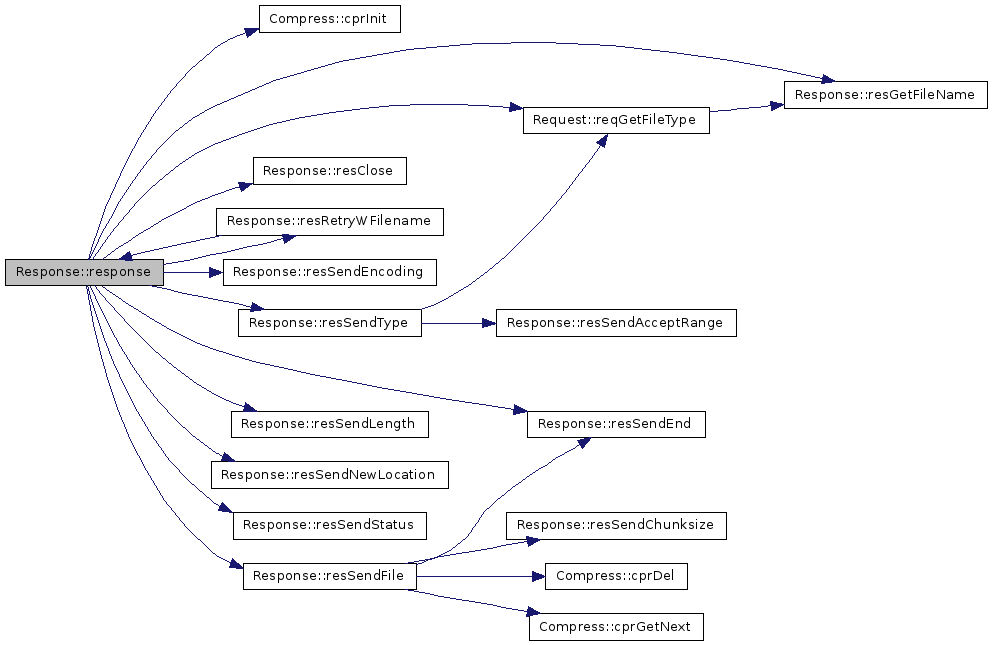 Compress::cprInit
Response::resGetFileName
Request::reqGetFileType
Response::resClose
Response::resRetryWFilename
Response::response
Response::resSendEncoding
Response::resSendType
Response::resSendAcceptRange
Response::resSendLength
Response::resSendEnd
Response::resSendNewLocation
Response::resSendStatus
Response::resSendChunksize
Response::resSendFile
Compress::cprDel
Compress::cprGetNext